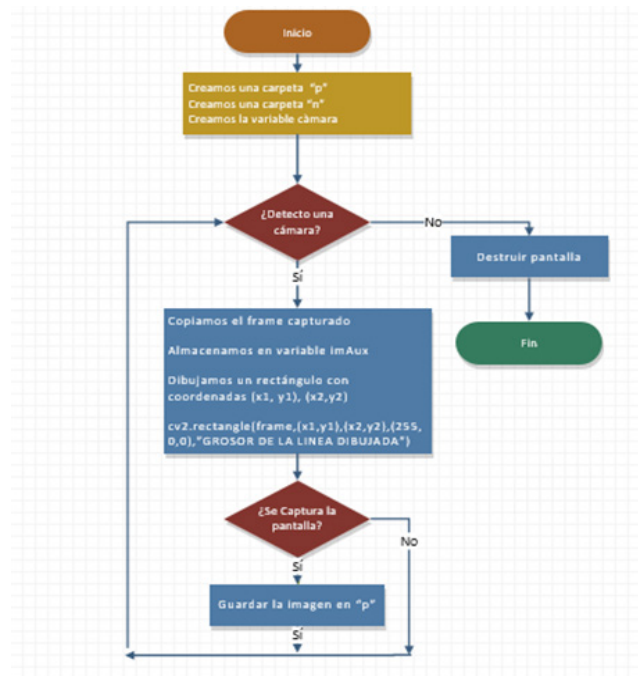 Inicio
Creamos una carpeta “p”
Creamos una carpeta “n”
Creamos la variable càmara
¿Detecto una
cámara?
No
Destruir pantalla
Fin
Sí
Copiamos el frame capturado
Almacenamos en variable imAux
Dibujamos un rectángulo con
coordenadas (x1, y1), (x2,y2)
cv2.rectangle(frame,(x1,y1),(x2,y2),(255,
0,0),"GROSOR DE LA LINEA DIBUJADA")
¿Se Captura la
pantalla?
No
Sí
Guardar la imagen en “p”
Sí